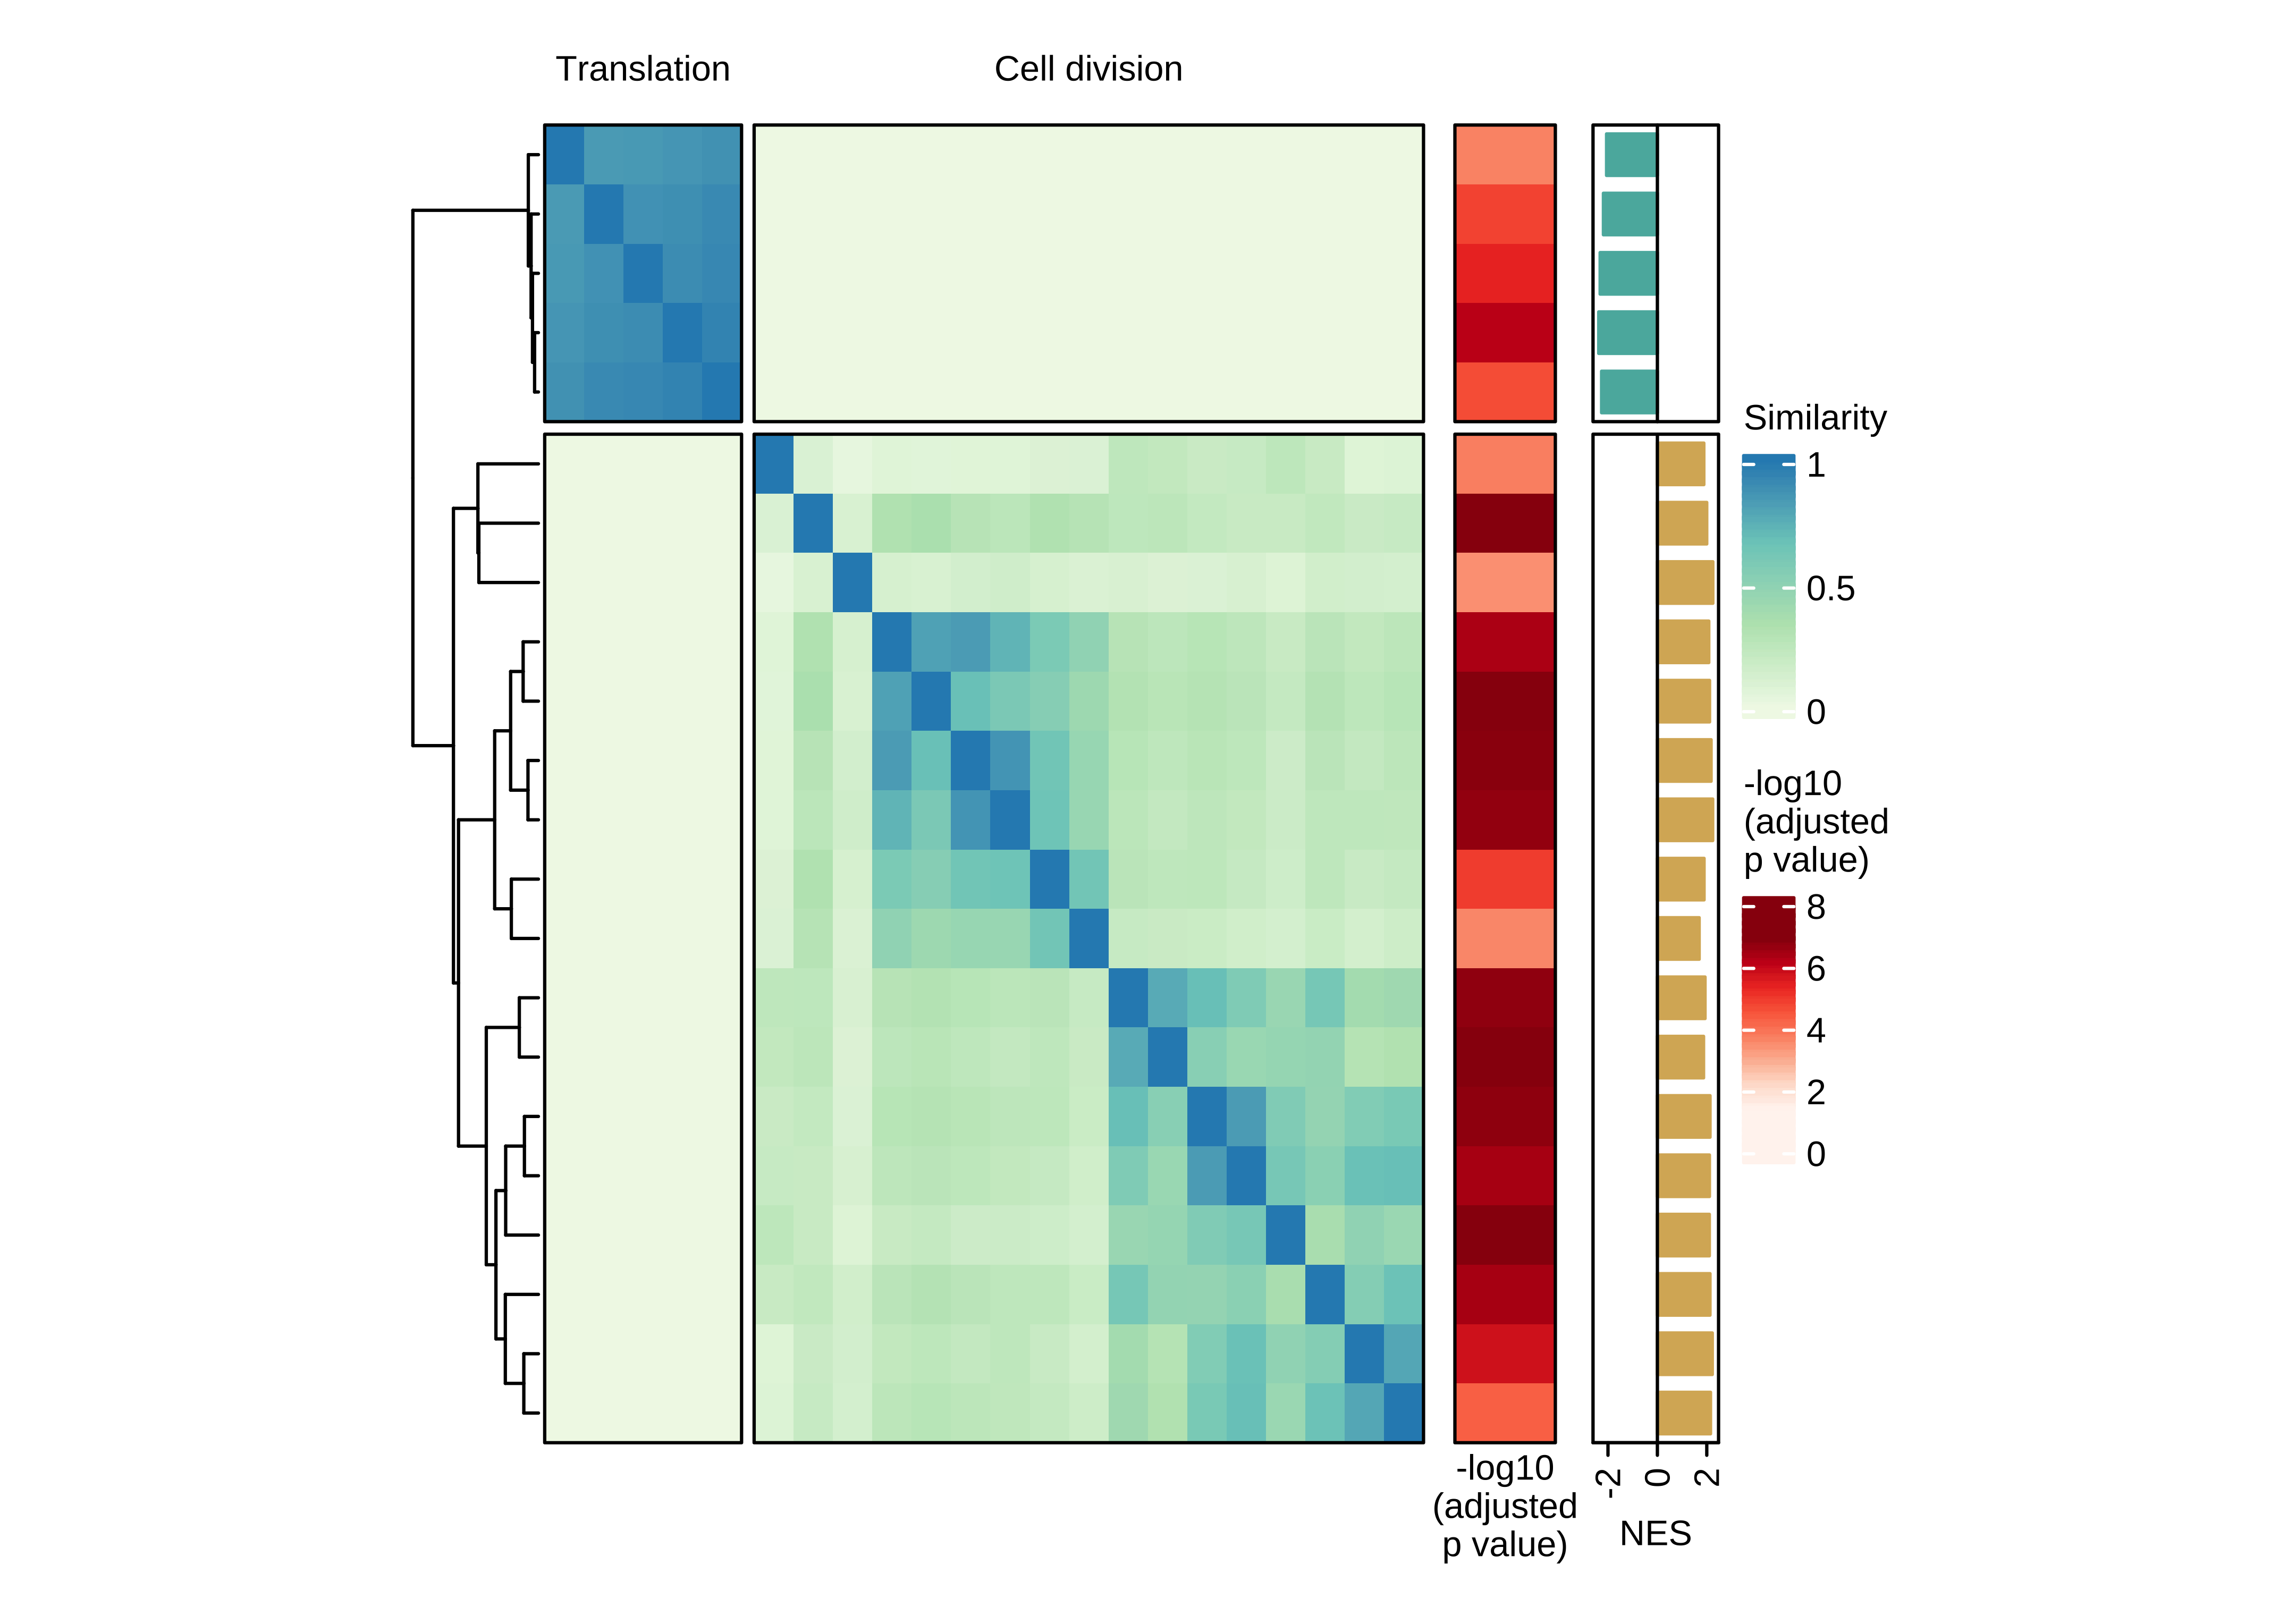 Translation
Cell division
Similarity
1
0.5
0
-log10
(adjusted
p value)
8
6
4
2
0
-log10
(adjusted
p value)
-2
0
2
NES